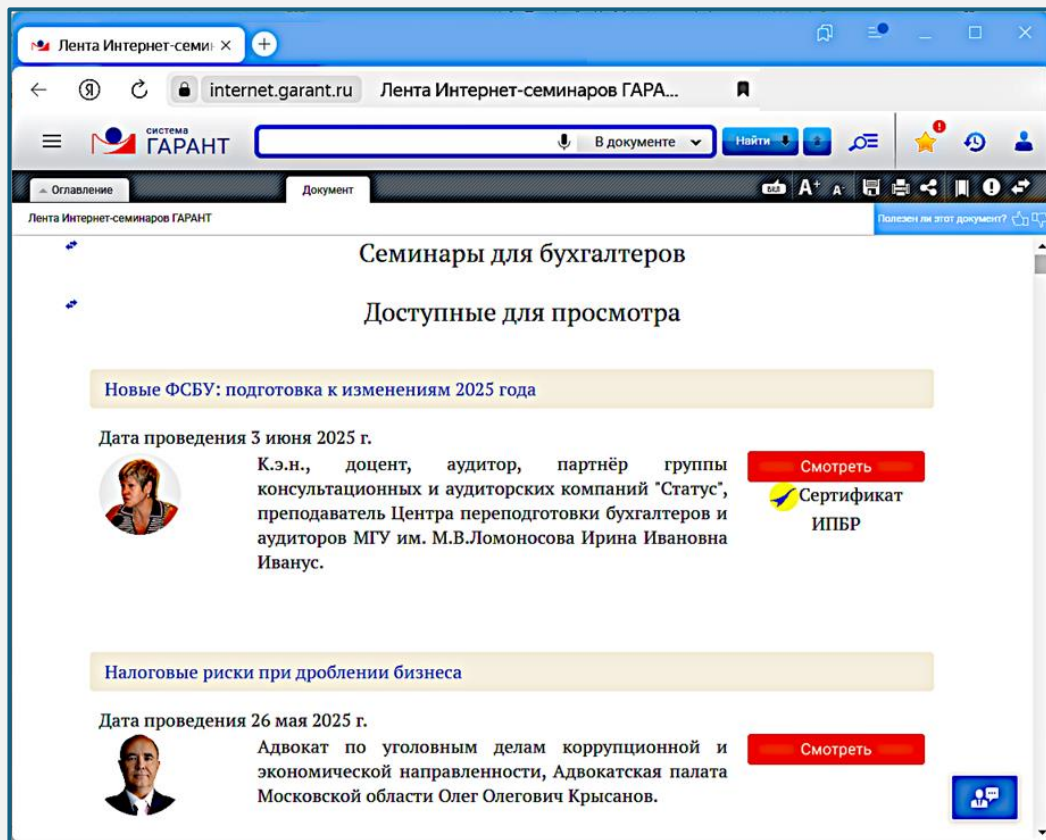 Лента Интернет-семи
internet.garant.ru Лента Интернет-семинаров ГАРА...
система
ГАРАНТ
В документе
Найти
Оглавление
Документ
A+ A-
Лента Интернет-семинаров ГАРАНТ
Полезен ли этот документ?
Семинары для бухгалтеров
Доступные для просмотра
Новые ФСБУ: подготовка к изменениям 2025 года
Дата проведения 3 июня 2025 г.
К.э.н., доцент, аудитор, партнёр группы
консультационных и аудиторских компаний "Статус",
преподаватель Центра переподготовки бухгалтеров и
аудиторов МГУ им. М.В.Ломоносова Ирина Ивановна
Иванус.
Смотреть
Сертификат
ИПБР
Налоговые риски при дроблении бизнеса
Дата проведения 26 мая 2025 г.
Адвокат по уголовным делам коррупционной и
экономической направленности, Адвокатская палата
Московской области Олег Олегович Крысанов.
Смотреть